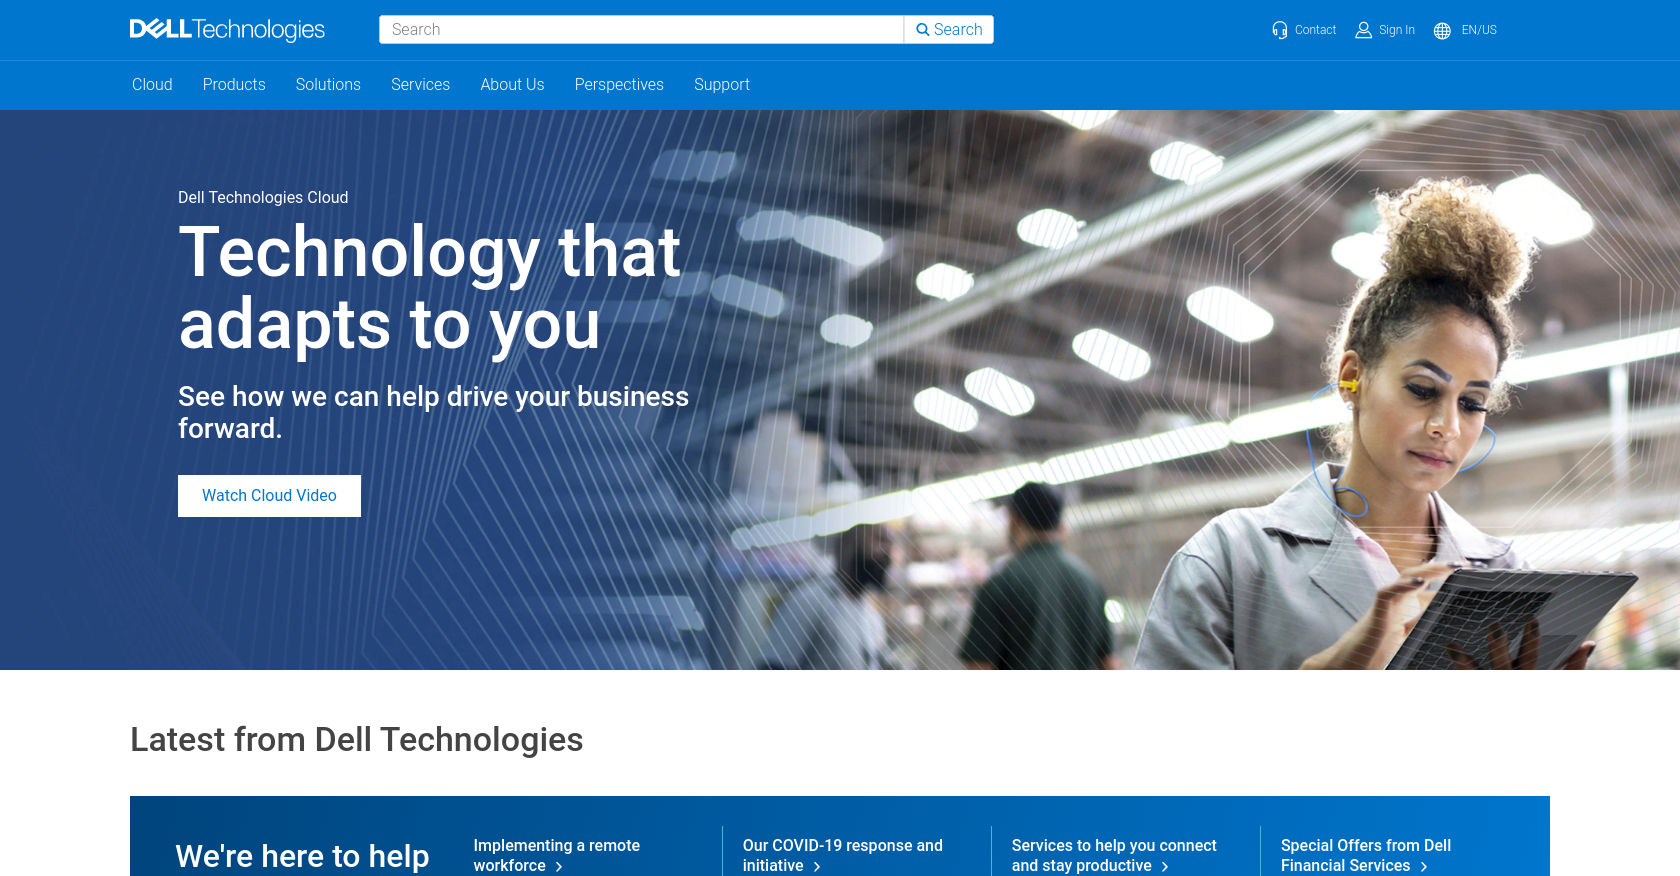 DELLTechnologies
Search
Search
Contact
Sign In
EN/US
Cloud
Products
Solutions
Services
About Us
Perspectives
Support
Dell Technologies Cloud
Technology that
adapts to you
See how we can help drive your business
forward.
Watch Cloud Video
Latest from Dell Technologies
We're here to help
Implementing a remote
workforce
Our COVID-19 response and
initiative
Services to help you connect
and stay productive
Special Offers from Dell
Financial Services